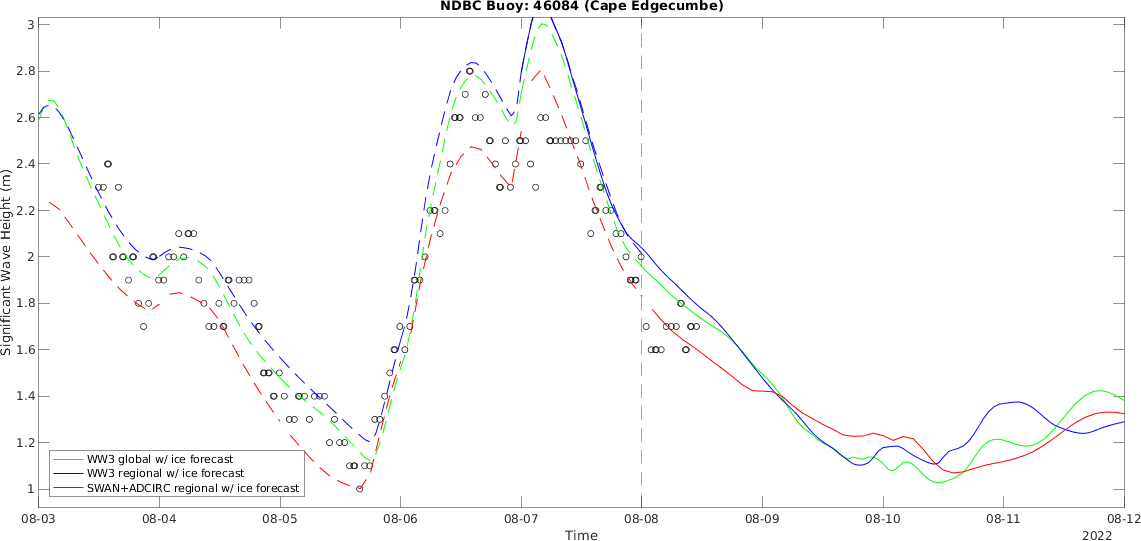 NDBC Buoy: 46084 (Cape Edgecumbe)
3
2.8
2.6
2.4
2.2
2
1.8
1.6
1.4
1.2
1
Significant Wave Height (m)
WW3 global w/ ice forecast
WW3 regional w/ ice forecast
SWAN+ADCIRC regional w/ ice forecast
08-03 08-04 08-05 08-06 08-07 08-08 08-09 08-10 08-11 08-12
Time
2022